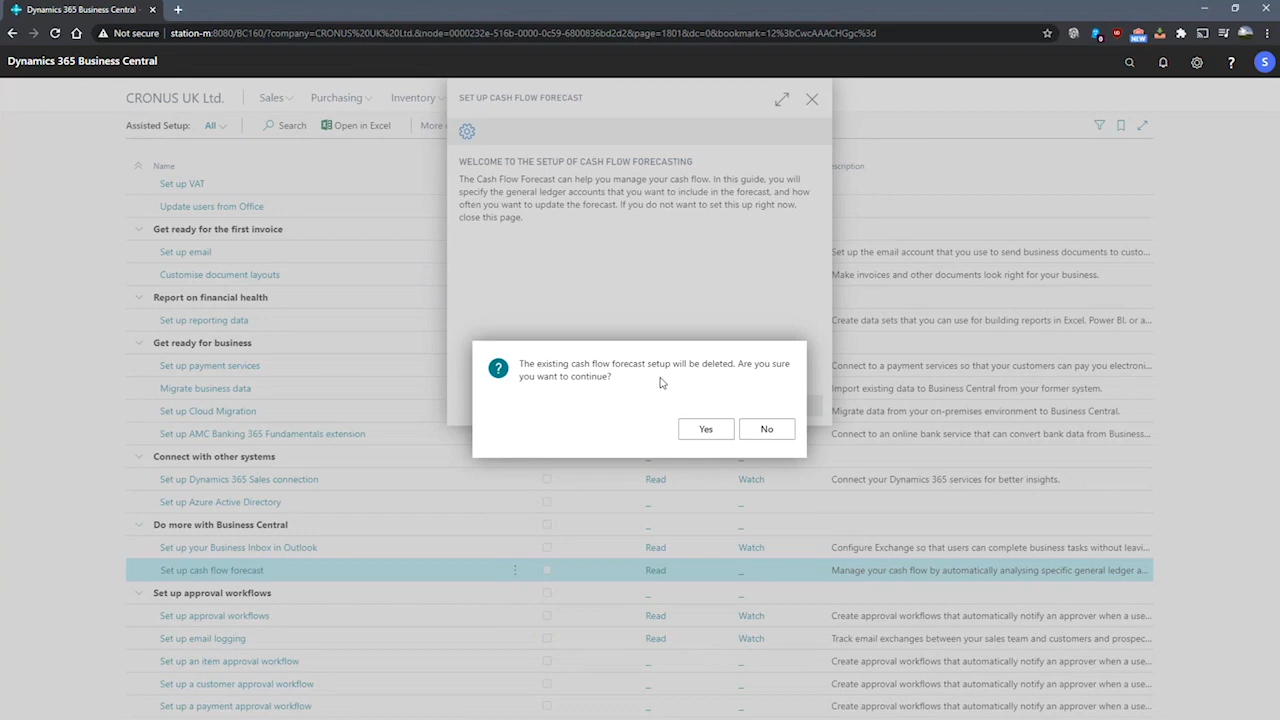 Dynamics 365 Business Central
Not secure
station-m:8080/BC160/?company=CRONUS%20UK%20Ltd.&node=0000232e-516b-0000-0c59-6800836bd2d2&page=1801&dc=0&bookmark=12%3bCwcAAACHGgc%3d
Dynamics 365 Business Central
S
CRONUS UK Ltd.
Sales
Purchasing
Inventory
Assisted Setup:
All
Search
Open in Excel
More
Name
Set up VAT
Update users from Office
Get ready for the first invoice
Set up email
Set up the email account that you use to send business documents to custo...
Customise document layouts
Make invoices and other documents look right for your business.
Report on financial health
Set up reporting data
Create data sets that you can use for building reports in Excel. Power BI. or a...
Get ready for business
Set up payment services
Connect to a payment services so that your customers can pay you electroni...
Migrate business data
Import existing data to Business Central from your former system.
Set up Cloud Migration
Migrate data from your on-premises environment to Business Central.
Set up AMC Banking 365 Fundamentals extension
Connect to an online bank service that can convert bank data from Business...
Connect with other systems
Set up Dynamics 365 Sales connection
Read
Watch
Connect your Dynamics 365 services for better insights.
Set up Azure Active Directory
Do more with Business Central
Set up your Business Inbox in Outlook
Read
Watch
Configure Exchange so that users can complete business tasks without leavi...
Set up cash flow forecast
Read
Manage your cash flow by automatically analysing specific general ledger a...
Set up approval workflows
Set up approval workflows
Read
Watch
Create approval workflows that automatically notify an approver when a use...
Set up email logging
Read
Watch
Track email exchanges between your sales team and customers and prospec...
Set up an item approval workflow
Create approval workflows that automatically notify an approver when a use...
Set up a customer approval workflow
Create approval workflows that automatically notify an approver when a use...
Set up a payment approval workflow
Create approval workflows that automatically notify an approver when a use...
SET UP CASH FLOW FORECAST
WELCOME TO THE SETUP OF CASH FLOW FORECASTING
The Cash Flow Forecast can help you manage your cash flow. In this guide, you will
specify the general ledger accounts that you want to include in the forecast, and how
often you want to update the forecast. If you do not want to set this up right now,
close this page.
The existing cash flow forecast setup will be deleted. Are you sure
you want to continue?
Yes
No